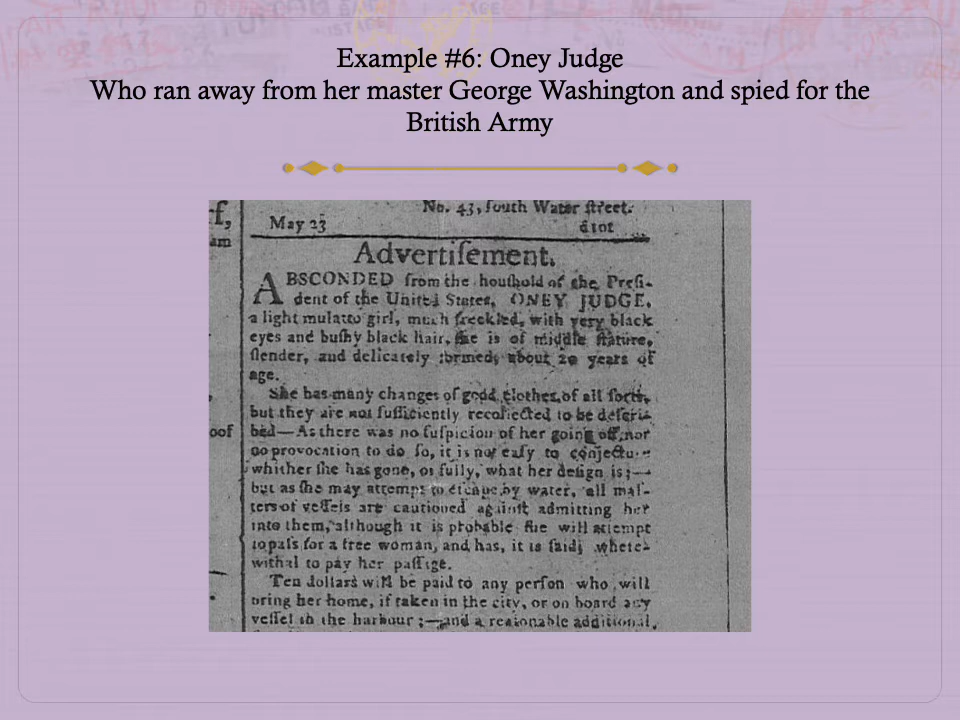 Example #6: Oney Judge
Who ran away from her master George Washington and spied for the
British Army
No. 43, ſouth Water ſtreet.
May 23 d10t
Advertiſement.
ABSCONDED from the houſhold of the Preſi-
dent of the United States, ONEY JUDGE,
a light mulatto girl, much freckled, with very black
eyes and buſhy black hair, ſhe is of middle ſtature,
ſlender, and delicately formed, about 20 years of
age.
She has many changes of good clothes of all ſorts,
but they are not ſufficiently recollected to be deſcri-
bed—As there was no ſuſpicion of her going off, nor
no provocation to do ſo, it is not eaſy to conjecture
whither ſhe has gone, or fully, what her deſign is;—
but as ſhe may attempt to eſcape by water, all maſ-
ters of veſſels are cautioned againſt admitting her
into them, although it is probable ſhe will attempt
to paſs for a free woman, and has, it is ſaid, where-
withal to pay her paſſage.
Ten dollars will be paid to any perſon who will
bring her home, if taken in the city, or on board any
veſſel in the harbour;—and a reaſonable additional